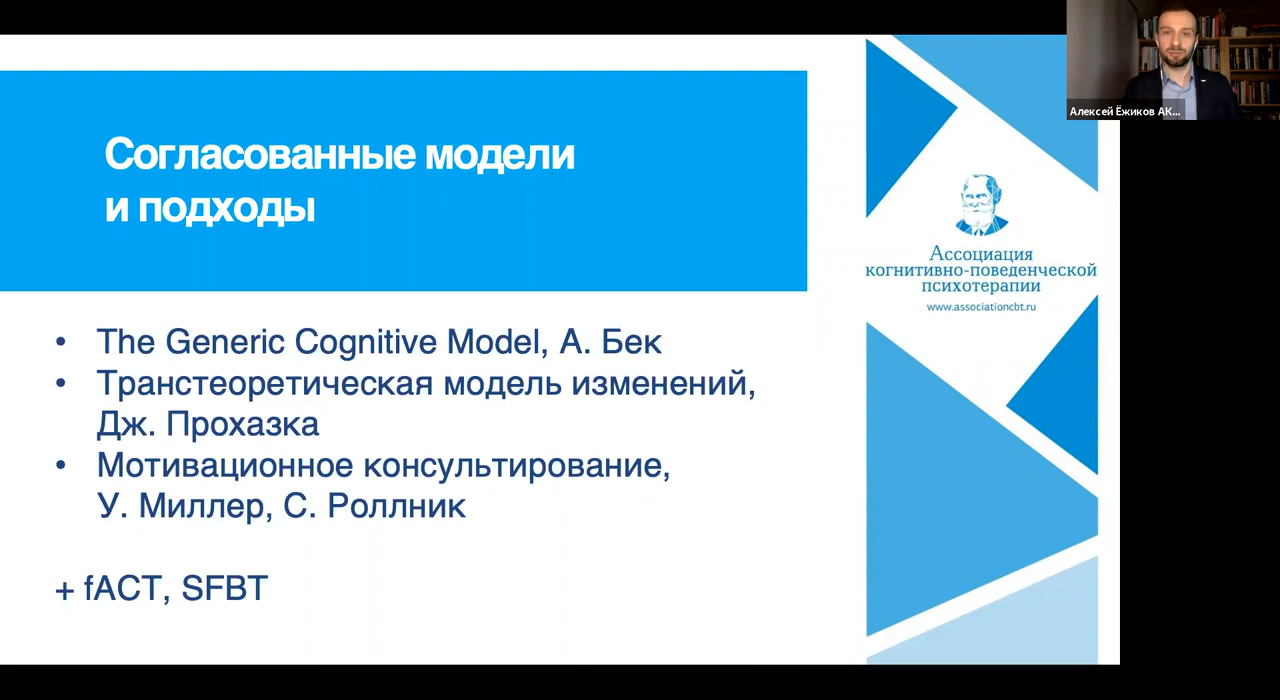 Согласованные модели
и подходы
• The Generic Cognitive Model, А. Бек
• Транстеоретическая модель изменений,
Дж. Прохазка
• Мотивационное консультирование,
У. Миллер, С. Роллник
+ fACT, SFBT
Ассоциация
когнитивно-поведенческой
психотерапии
www.associationcbt.ru
Алексей Ёжиков АК...